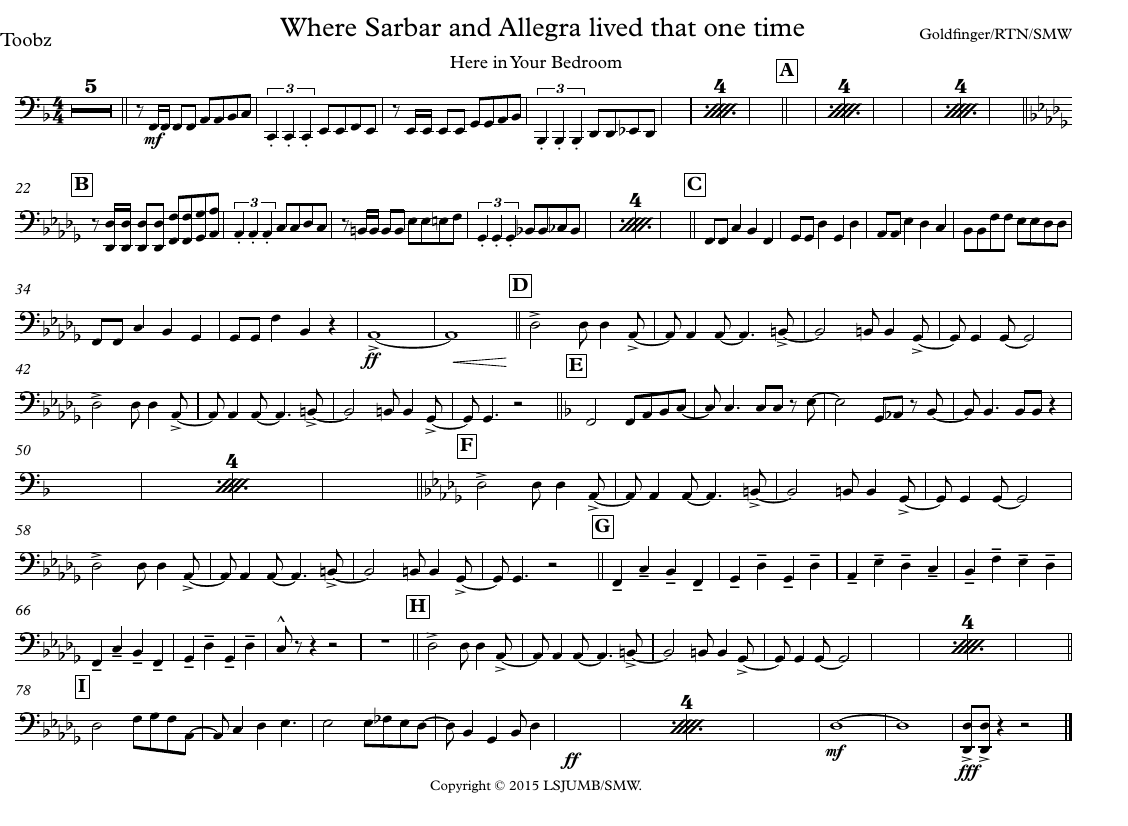 Where Sarbar and Allegra lived that one time
Toobz
Goldfinger/RTN/SMW
Here in Your Bedroom
A
5
3
3
4
4
4
mf
22
B
C
3
3
4
34
D
ff
42
E
50
F
4
58
G
66
H
4
78
I
4
ff
mf
fff
Copyright © 2015 LSJUMB/SMW.